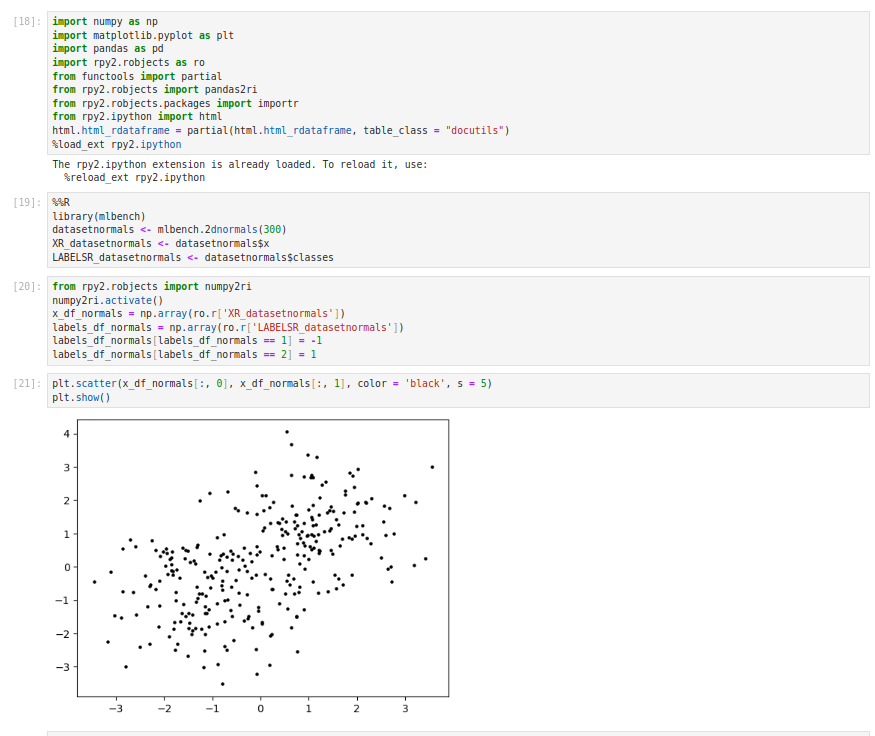 [18]:
import numpy as np
import matplotlib.pyplot as plt
import pandas as pd
import rpy2.robjects as ro
from functools import partial
from rpy2.robjects import pandas2ri
from rpy2.robjects.packages import importr
from rpy2.ipython import html
html.html_rdataframe = partial(html.html_rdataframe, table_class = "docutils")
%load_ext rpy2.ipython
The rpy2.ipython extension is already loaded. To reload it, use:
%reload_ext rpy2.ipython
[19]:
%%R
library(mlbench)
datasetnormals <- mlbench.2dnormals(300)
XR_datasetnormals <- datasetnormals$x
LABELSR_datasetnormals <- datasetnormals$classes
[20]:
from rpy2.robjects import numpy2ri
numpy2ri.activate()
x_df_normals = np.array(ro.r['XR_datasetnormals'])
labels_df_normals = np.array(ro.r['LABELSR_datasetnormals'])
labels_df_normals[labels_df_normals == 1] = -1
labels_df_normals[labels_df_normals == 2] = 1
[21]:
plt.scatter(x_df_normals[:, 0], x_df_normals[:, 1], color = 'black', s = 5)
plt.show()
4
3
2
1
0
−1
−2
−3
−3 −2 −1 0 1 2 3